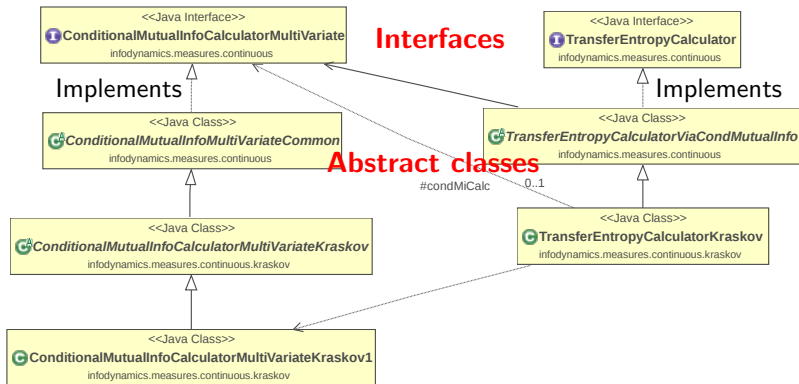 <<Java Interface>>
ConditionalMutualInfoCalculatorMultiVariate
infodynamics.measures.continuous
Interfaces
<<Java Interface>>
TransferEntropyCalculator
infodynamics.measures.continuous
Implements
Implements
<<Java Class>>
ConditionalMutualInfoMultiVariateCommon
infodynamics.measures.continuous
<<Java Class>>
TransferEntropyCalculatorViaCondMutualInfo
infodynamics.measures.continuous
Abstract classes
#condMiCalc
0..1
<<Java Class>>
ConditionalMutualInfoCalculatorMultiVariateKraskov
infodynamics.measures.continuous.kraskov
<<Java Class>>
TransferEntropyCalculatorKraskov
infodynamics.measures.continuous.kraskov
<<Java Class>>
ConditionalMutualInfoCalculatorMultiVariateKraskov1
infodynamics.measures.continuous.kraskov